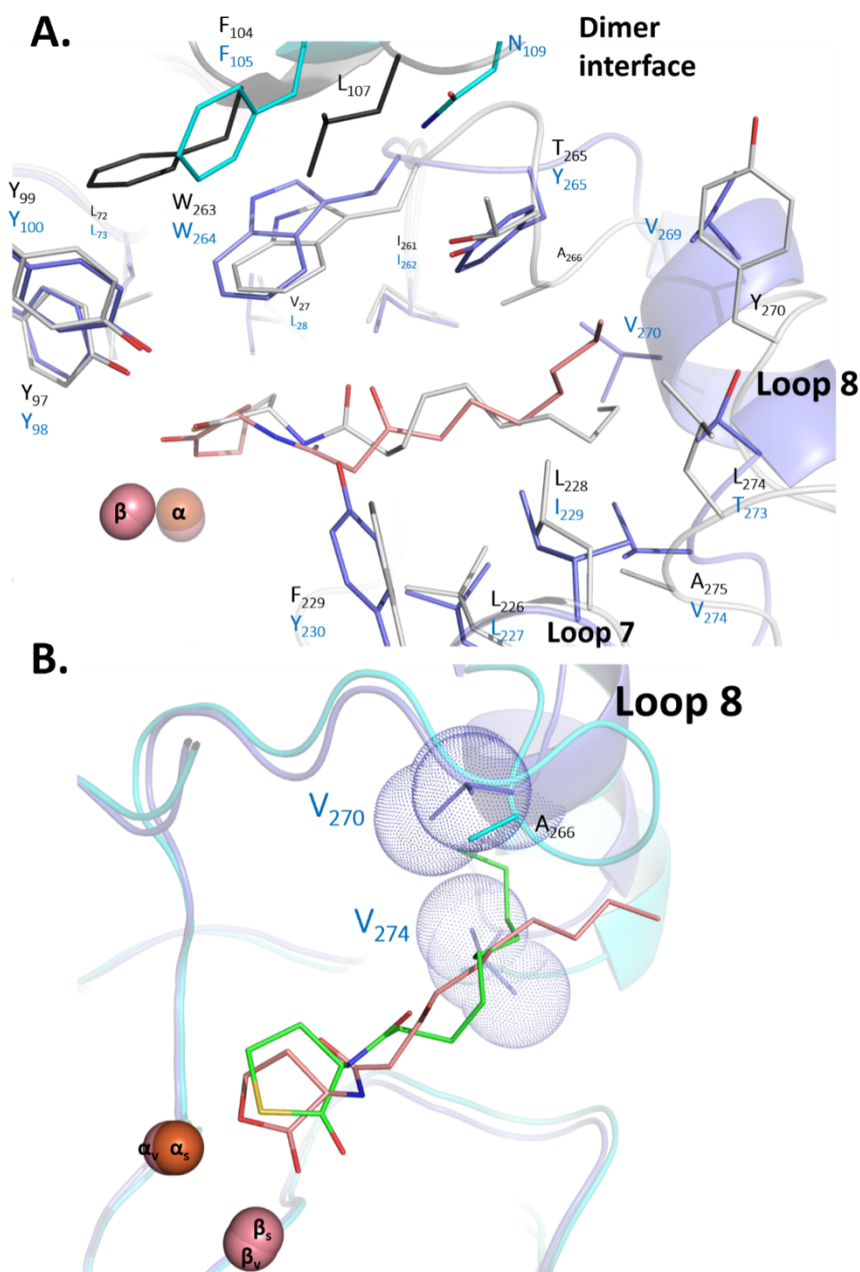 A.
F104
F105
L107
N109
Dimer
interface
Y99
Y100
L72
L73
W263
W264
T265
Y265
I261
I262
A266
V269
V27
L28
Y270
V270
Loop 8
Y97
Y98
β α
L228
I229
L274
T273
F229
Y230
L226
L227
A275
V274
Loop 7
B.
Loop 8
V270
A266
V274
αv αs
βs
βv